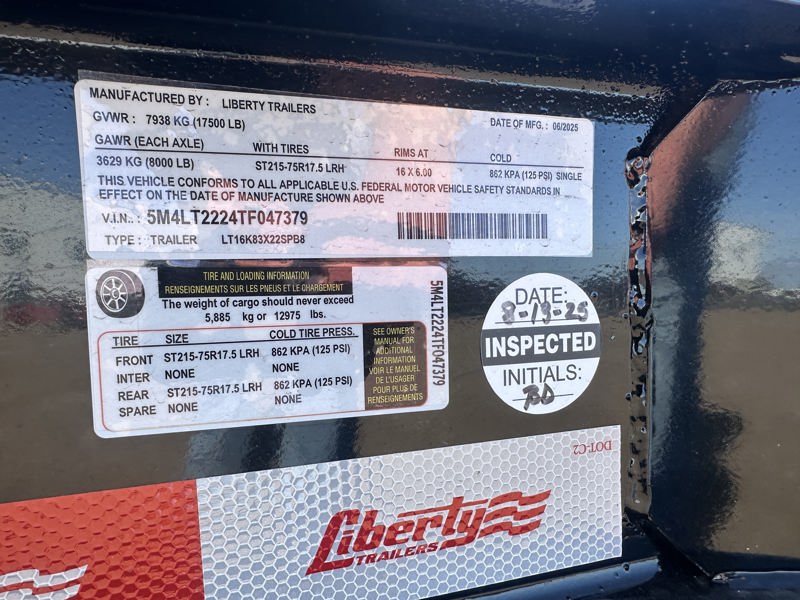 MANUFACTURED BY : LIBERTY TRAILERS
GVWR : 7938 KG (17500 LB) DATE OF MFG. : 06/2025
GAWR (EACH AXLE) WITH TIRES RIMS AT COLD
3629 KG (8000 LB) ST215-75R17.5 LRH 16 X 6.00 862 KPA (125 PSI) SINGLE
THIS VEHICLE CONFORMS TO ALL APPLICABLE U.S. FEDERAL MOTOR VEHICLE SAFETY STANDARDS IN
EFFECT ON THE DATE OF MANUFACTURE SHOWN ABOVE
V.I.N.: 5M4LT2224TF047379
TYPE : TRAILER LT16K83X22SPB8
TIRE AND LOADING INFORMATION
RENSEIGNEMENTS SUR LES PNEUS ET LE CHARGEMENT
The weight of cargo should never exceed
5,885 kg or 12975 lbs.
TIRE SIZE COLD TIRE PRESS.
FRONT ST215-75R17.5 LRH 862 KPA (125 PSI)
INTER NONE NONE
REAR ST215-75R17.5 LRH 862 KPA (125 PSI)
SPARE NONE NONE
SEE OWNER'S
MANUAL FOR
ADDITIONAL
INFORMATION
VOIR LE MANUEL
DE L'USAGER
POUR PLUS DE
RENSEIGNEMENTS
5M4LT2224TF047379
DATE:
8-19-25
INSPECTED
INITIALS:
DOT-C2
Liberty
TRAILERS